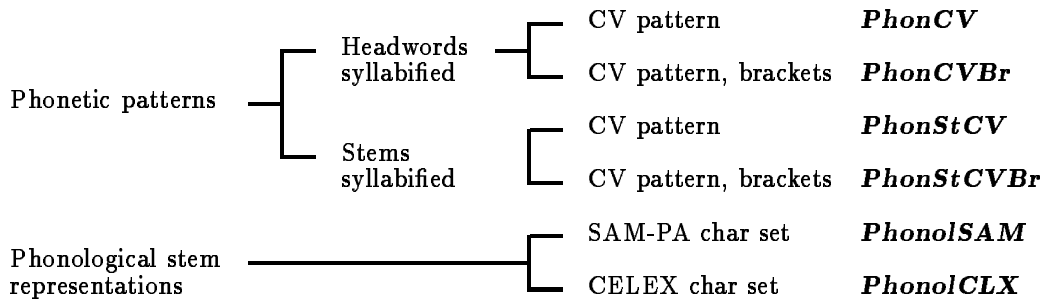 CV pattern PhonCV
Headwords
syllabified
CV pattern, brackets PhonCVBr
Phonetic patterns
CV pattern PhonStCV
Stems
syllabified
CV pattern, brackets PhonStCVBr
SAM-PA char set PhonolSAM
Phonological stem
representations
CELEX char set PhonolCLX